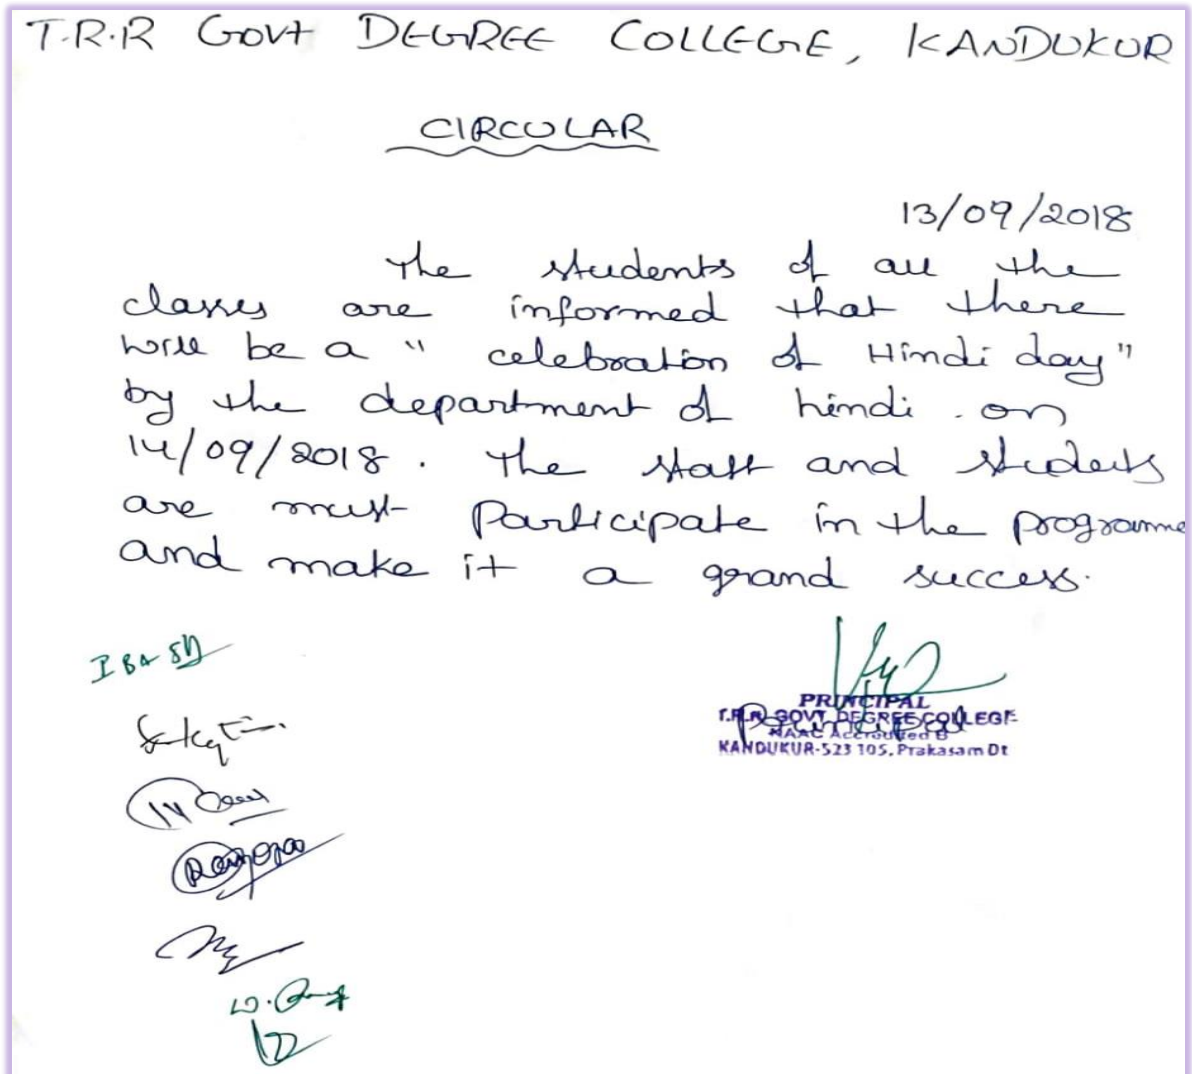 T.R.R Govt DEGREE COLLEGE, KANDUKUR
CIRCULAR
13/09/2018
The students of all the
classes are informed that there
will be a " celebration of Hindi day"
by the department of hindi . on
14/09/2018 . The staff and students
are must Participate in the programme
and make it a grand success.
PRINCIPAL
T.R.R. GOVT DEGREE COLLEGE
Principal
NAAC Accredited B
KANDUKUR-523 105, Prakasam Dt